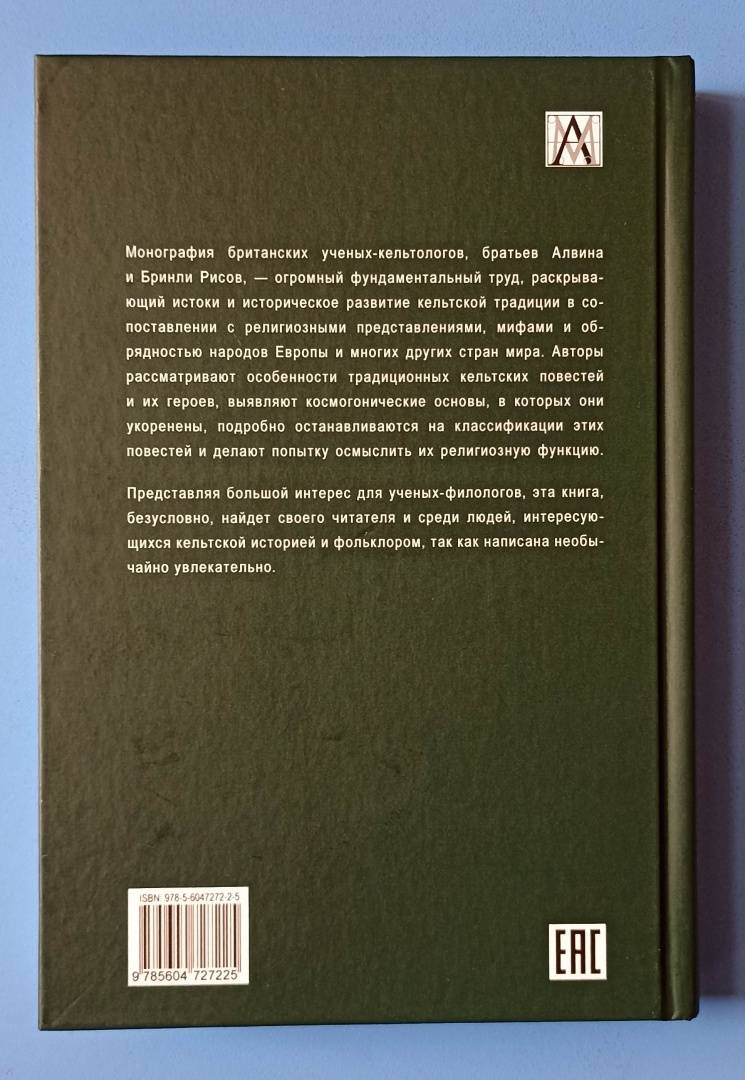 АМ
Монография британских ученых-кельтологов, братьев Алвина
и Бринли Рисов, — огромный фундаментальный труд, раскрыва-
ющий истоки и историческое развитие кельтской традиции в со-
поставлении с религиозными представлениями, мифами и об-
рядностью народов Европы и многих других стран мира. Авторы
рассматривают особенности традиционных кельтских повестей
и их героев, выявляют космогонические основы, в которых они
укоренены, подробно останавливаются на классификации этих
повестей и делают попытку осмыслить их религиозную функцию.
Представляя большой интерес для ученых-филологов, эта книга,
безусловно, найдет своего читателя и среди людей, интересую-
щихся кельтской историей и фольклором, так как написана необы-
чайно увлекательно.
ISBN 978-5-6047272-2-5
9 785604 727225
EAC